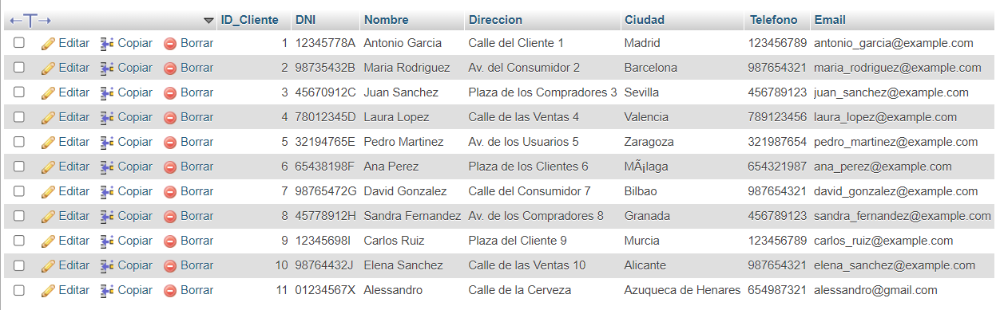 ID_Cliente DNI Nombre Direccion Ciudad Telefono Email
Editar Copiar Borrar 1 12345778A Antonio Garcia Calle del Cliente 1 Madrid 123456789 antonio_garcia@example.com
Editar Copiar Borrar 2 98735432B Maria Rodriguez Av. del Consumidor 2 Barcelona 987654321 maria_rodriguez@example.com
Editar Copiar Borrar 3 45670912C Juan Sanchez Plaza de los Compradores 3 Sevilla 456789123 juan_sanchez@example.com
Editar Copiar Borrar 4 78012345D Laura Lopez Calle de las Ventas 4 Valencia 789123456 laura_lopez@example.com
Editar Copiar Borrar 5 32194765E Pedro Martinez Av. de los Usuarios 5 Zaragoza 321987654 pedro_martinez@example.com
Editar Copiar Borrar 6 65438198F Ana Perez Plaza de los Clientes 6 MÃ¡laga 654321987 ana_perez@example.com
Editar Copiar Borrar 7 98765472G David Gonzalez Calle del Consumidor 7 Bilbao 987654321 david_gonzalez@example.com
Editar Copiar Borrar 8 45778912H Sandra Fernandez Av. de los Compradores 8 Granada 456789123 sandra_fernandez@example.com
Editar Copiar Borrar 9 12345698I Carlos Ruiz Plaza del Cliente 9 Murcia 123456789 carlos_ruiz@example.com
Editar Copiar Borrar 10 98764432J Elena Sanchez Calle de las Ventas 10 Alicante 987654321 elena_sanchez@example.com
Editar Copiar Borrar 11 01234567X Alessandro Calle de la Cerveza Azuqueca de Henares 654987321 alessandro@gmail.com